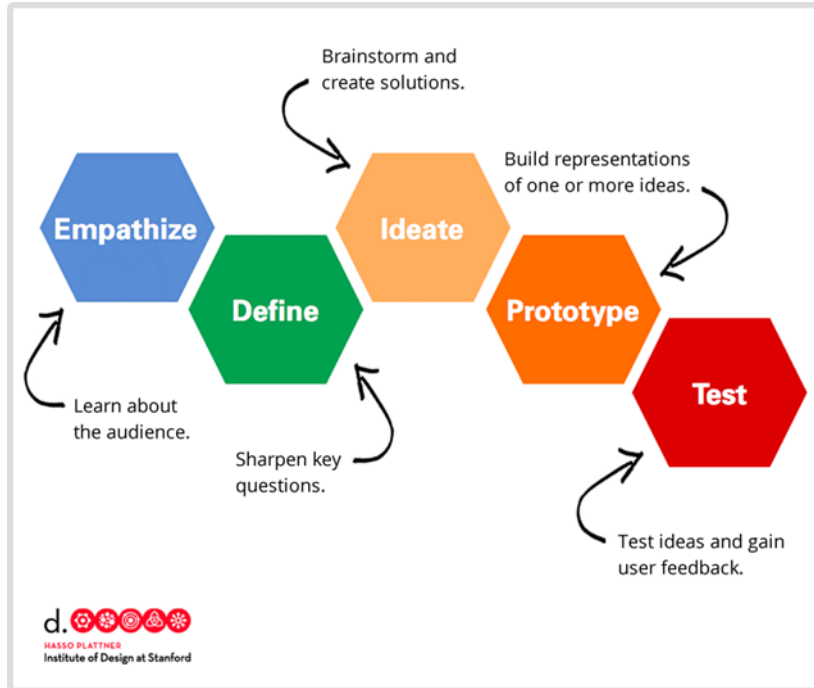 Brainstorm and
create solutions.
Build representations
of one or more ideas.
Empathize
Ideate
Define
Prototype
Test
Learn about
the audience.
Sharpen key
questions.
Test ideas and gain
user feedback.
d.
HASSO PLATTNER
Institute of Design at Stanford